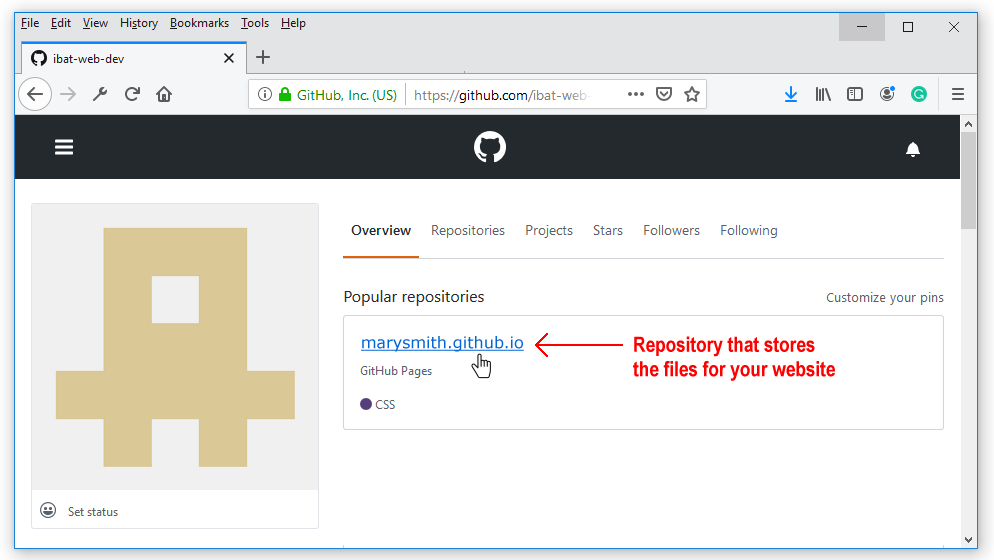 File Edit View History Bookmarks Tools Help
ibat-web-dev
GitHub, Inc. (US) https://github.com/ibat-web-
Overview Repositories Projects Stars Followers Following
Popular repositories Customize your pins
marysmith.github.io
Repository that stores
the files for your website
GitHub Pages
CSS
Set status